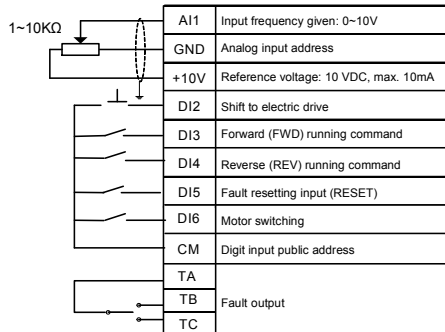 1~10KΩ
AI1 Input frequency given: 0~10V
GND Analog input address
+10V Reference voltage: 10 VDC, max. 10mA
DI2 Shift to electric drive
DI3 Forward (FWD) running command
DI4 Reverse (REV) running command
DI5 Fault resetting input (RESET)
DI6 Motor switching
CM Digit input public address
TA
TB Fault output
TC